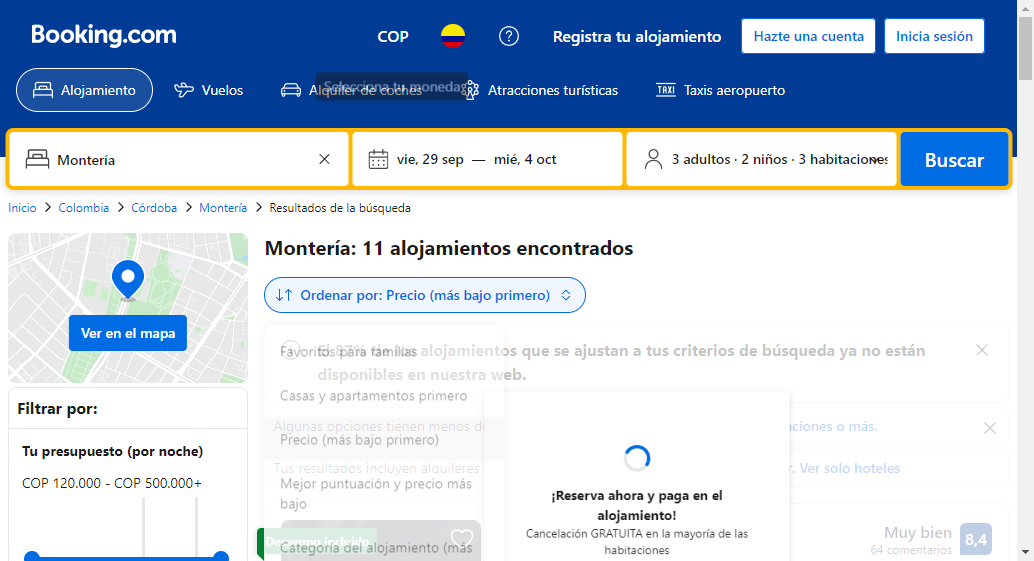 Booking.com
COP
Registra tu alojamiento
Hazte una cuenta
Inicia sesión
Alojamiento
Vuelos
Alquiler de coches
Selecciona tu moneda
Atracciones turísticas
TAXI
Taxis aeropuerto
Montería
vie, 29 sep — mié, 4 oct
3 adultos · 2 niños · 3 habitaciones
Buscar
Inicio > Colombia > Córdoba > Montería > Resultados de la búsqueda
Ver en el mapa
Filtrar por:
Tu presupuesto (por noche)
COP 120.000 - COP 500.000+
Montería: 11 alojamientos encontrados
Ordenar por: Precio (más bajo primero)
El 87% de los alojamientos que se ajustan a tus criterios de búsqueda ya no están
disponibles en nuestra web.
Favoritos para familias
Casas y apartamentos primero
Algunas opciones tienen menos de
aciones o más.
Precio (más bajo primero)
Tus resultados incluyen alquileres
r. Ver solo hoteles
Mejor puntuación y precio más
bajo
Categoría del alojamiento (más
Desayuno incluido
¡Reserva ahora y paga en el
alojamiento!
Cancelación GRATUITA en la mayoría de las
habitaciones
Muy bien
64 comentarios
8,4